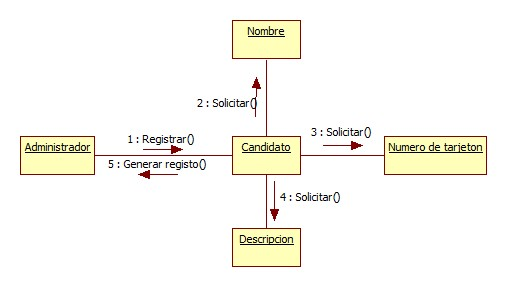 Nombre
2 : Solicitar()
1 : Registrar()
3 : Solicitar()
Administrador
Candidato
Numero de tarjeton
5 : Generar registo()
4 : Solicitar()
Descripcion